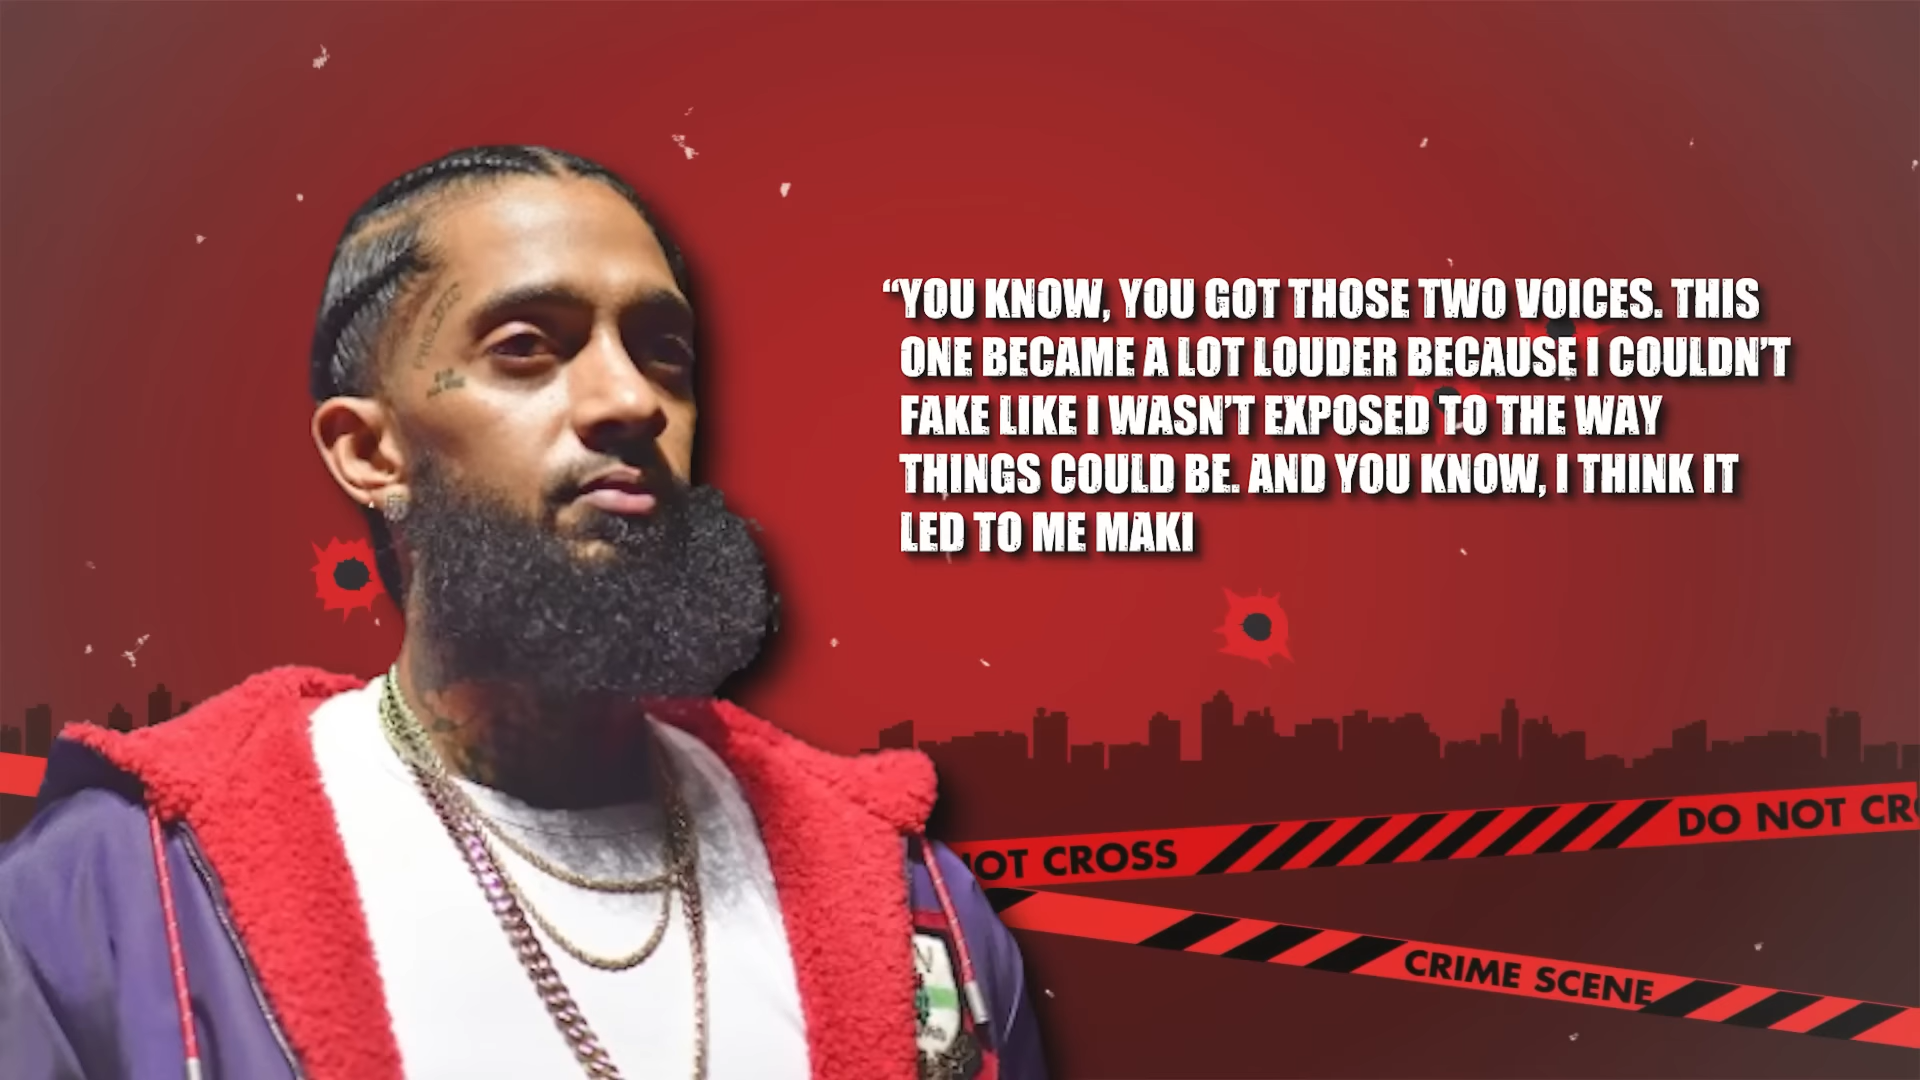 “YOU KNOW, YOU GOT THOSE TWO VOICES. THIS
ONE BECAME A LOT LOUDER BECAUSE I COULDN’T
FAKE LIKE I WASN’T EXPOSED TO THE WAY
THINGS COULD BE. AND YOU KNOW, I THINK IT
LED TO ME MAKI
DO NOT CR
OT CROSS
CRIME SCENE